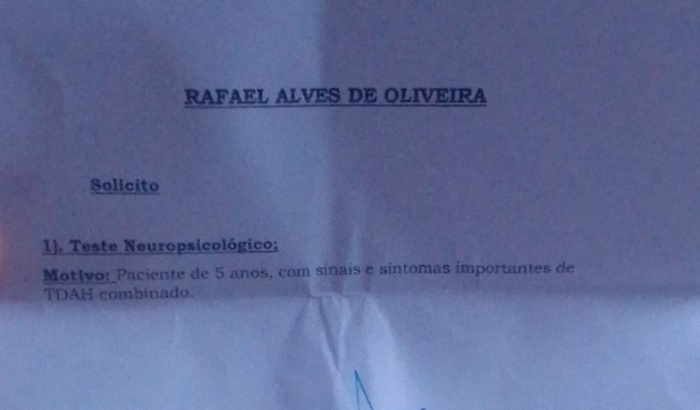 RAFAEL ALVES DE OLIVEIRA
Solicito
1). Teste Neuropsicológico;
Motivo: Paciente de 5 anos, com sinais e sintomas importantes de
TDAH combinado.